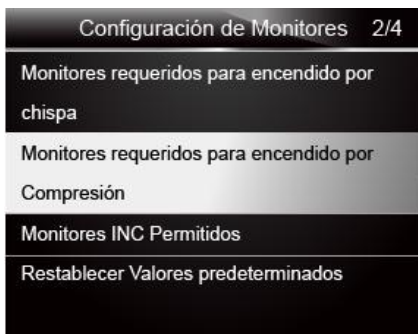 Configuración de Monitores 2/4
Monitores requeridos para encendido por
chispa
Monitores requeridos para encendido por
Compresión
Monitores INC Permitidos
Restablecer Valores predeterminados